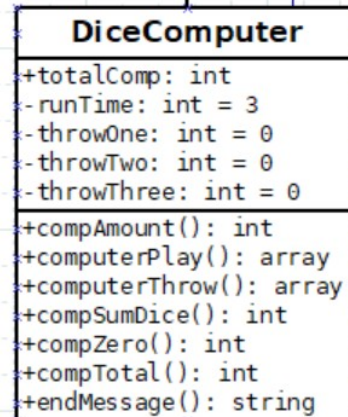 DiceComputer
+totalComp: int
-runTime: int = 3
-throwOne: int = 0
-throwTwo: int = 0
-throwThree: int = 0
+compAmount(): int
+computerPlay(): array
+computerThrow(): array
+compSumDice(): int
+compZero(): int
+compTotal(): int
+endMessage(): string